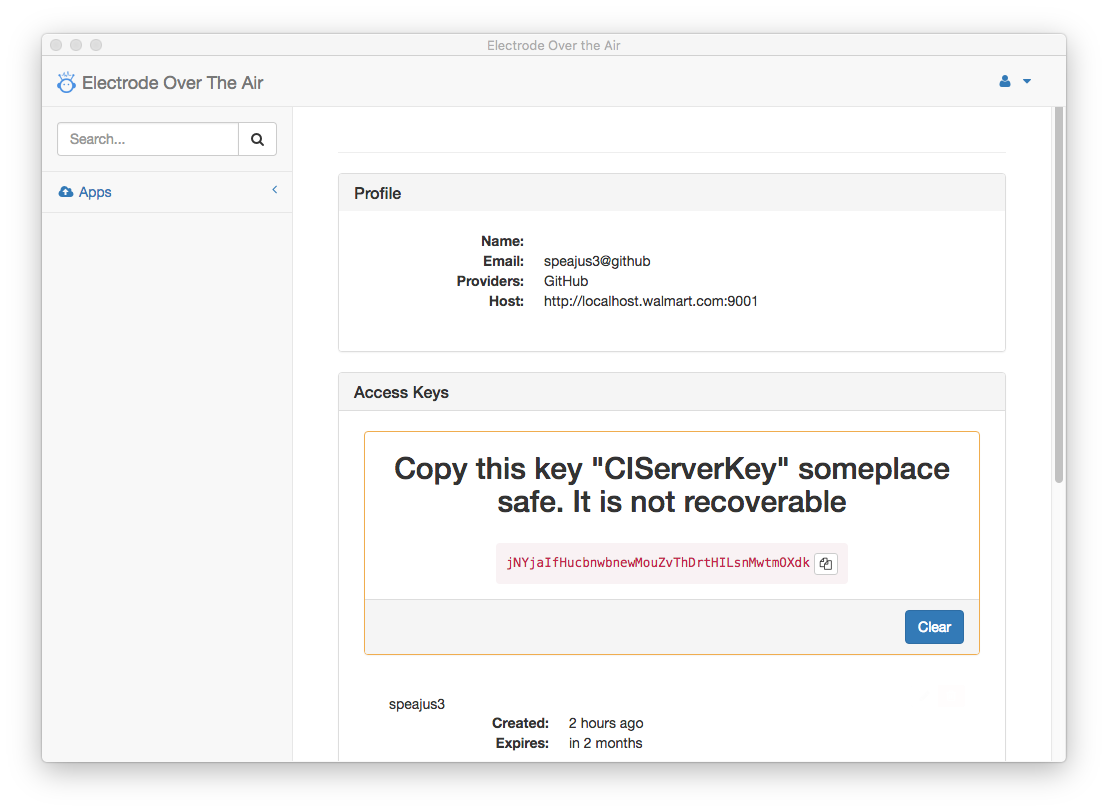 Electrode Over the Air
Electrode Over The Air
Search...
Apps
Profile
Name:
Email: speajus3@github
Providers: GitHub
Host: http://localhost.walmart.com:9001
Access Keys
Copy this key "CIServerKey" someplace
safe. It is not recoverable
jNYjaIfHucbnwbnewMouZvThDrtHILsnMwtmOXdk
Clear
speajus3
Created: 2 hours ago
Expires: in 2 months